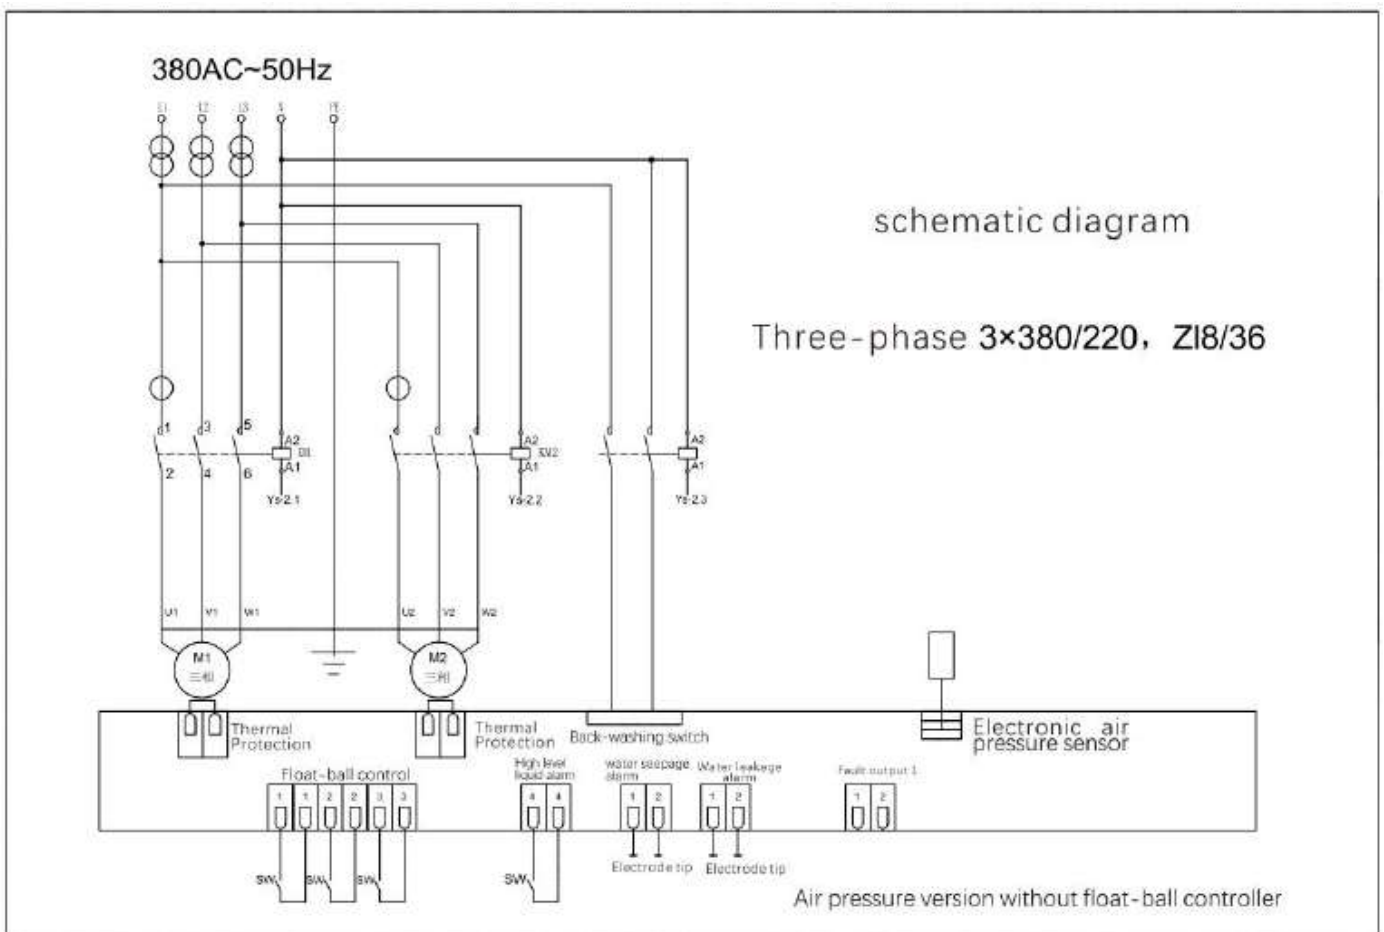 380AC~50Hz
L1 L2 L3 N PE
schematic diagram
Three-phase 3×380/220, ZI8/36
1 3 5 A2
2 4 6 A1
Ys-2.1
A2
KM2
A1
Ys-2.2
A2
A1
Ys-2.3
U1 V1 W1
U2 V2 W2
M1
三相
M2
三相
Thermal
Protection
Thermal
Protection
Back-washing switch
Electronic air
pressure sensor
Float-ball control
High level
liquid alarm
water seepage
alarm
Water leakage
alarm
Fault output 1
1 1 2 2 3 3
4 4
1 2
1 2
1 2
SW SW SW
SW
Electrode tip
Electrode tip
Air pressure version without float-ball controller